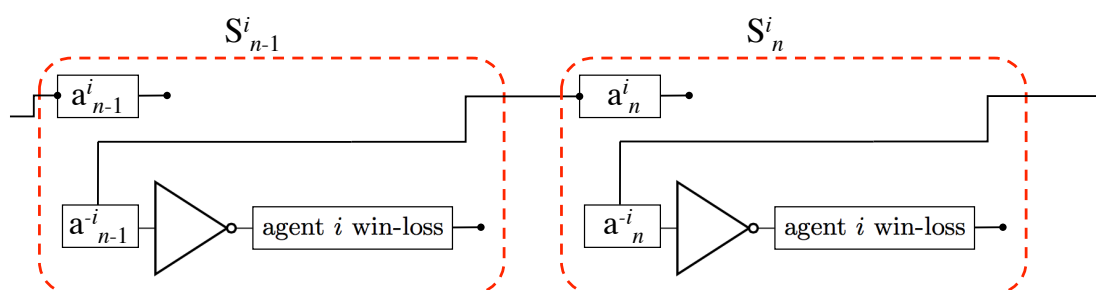 S^i_{n-1} S^i_n
a^i_{n-1} a^i_n
a^{-i}_{n-1} agent i win-loss a^{-i}_n agent i win-loss